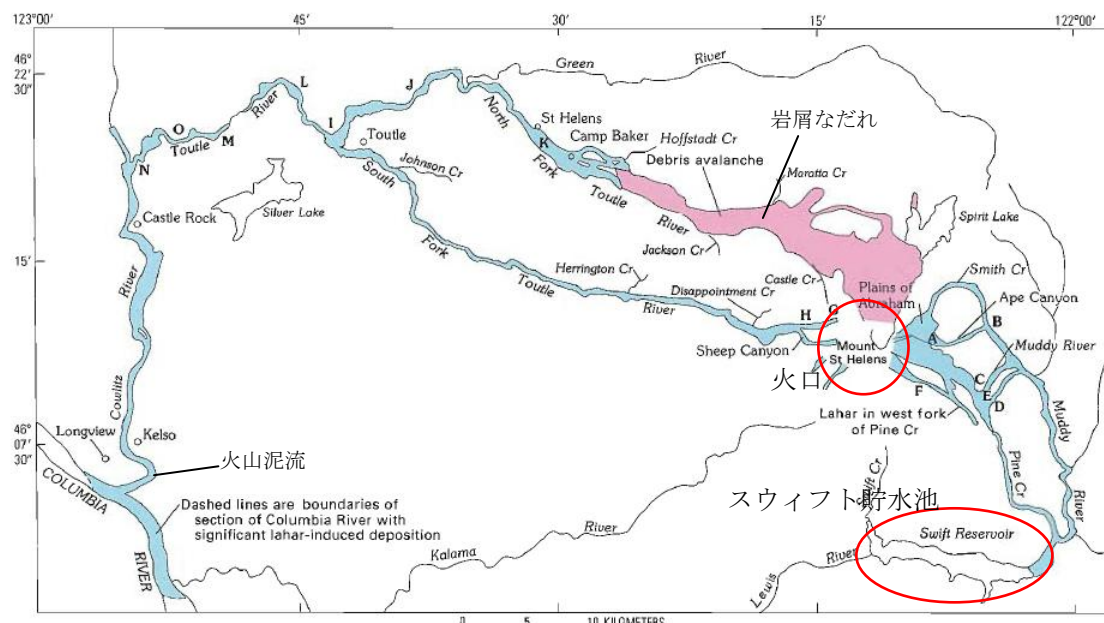 123°00'
45'
30'
15'
122°00'
46°
22'
30"
Green
River
L
J
River
North
I
O
M
Toutle
N
Toutle
St Helens
K
Camp Baker
Hoffstadt Cr
岩屑なだれ
Debris avalanche
Fork
Maratta Cr
South
Johnson Cr
Toutle
River
Silver Lake
Castle Rock
Jackson Cr
Spirit Lake
15'
Fork
Herrington Cr
Castle Cr
Smith Cr
Toutle
Disappointment Cr
Plains of
Abraham
Ape Canyon
River
River
H
G
B
A
Sheep Canyon
Mount
St Helens
Muddy River
火口
C
F
E
D
Lahar in west fork
of Pine Cr
Muddy
Cowlitz
46°
07'
30"
Longview
Kelso
火山泥流
COLUMBIA
RIVER
Dashed lines are boundaries of
section of Columbia River with
significant lahar-induced deposition
Swift Cr
Pine Cr
River
スウィフト貯水池
Swift Reservoir
Kalama
River
Lewis
River
0 5 10 KILOMETERS